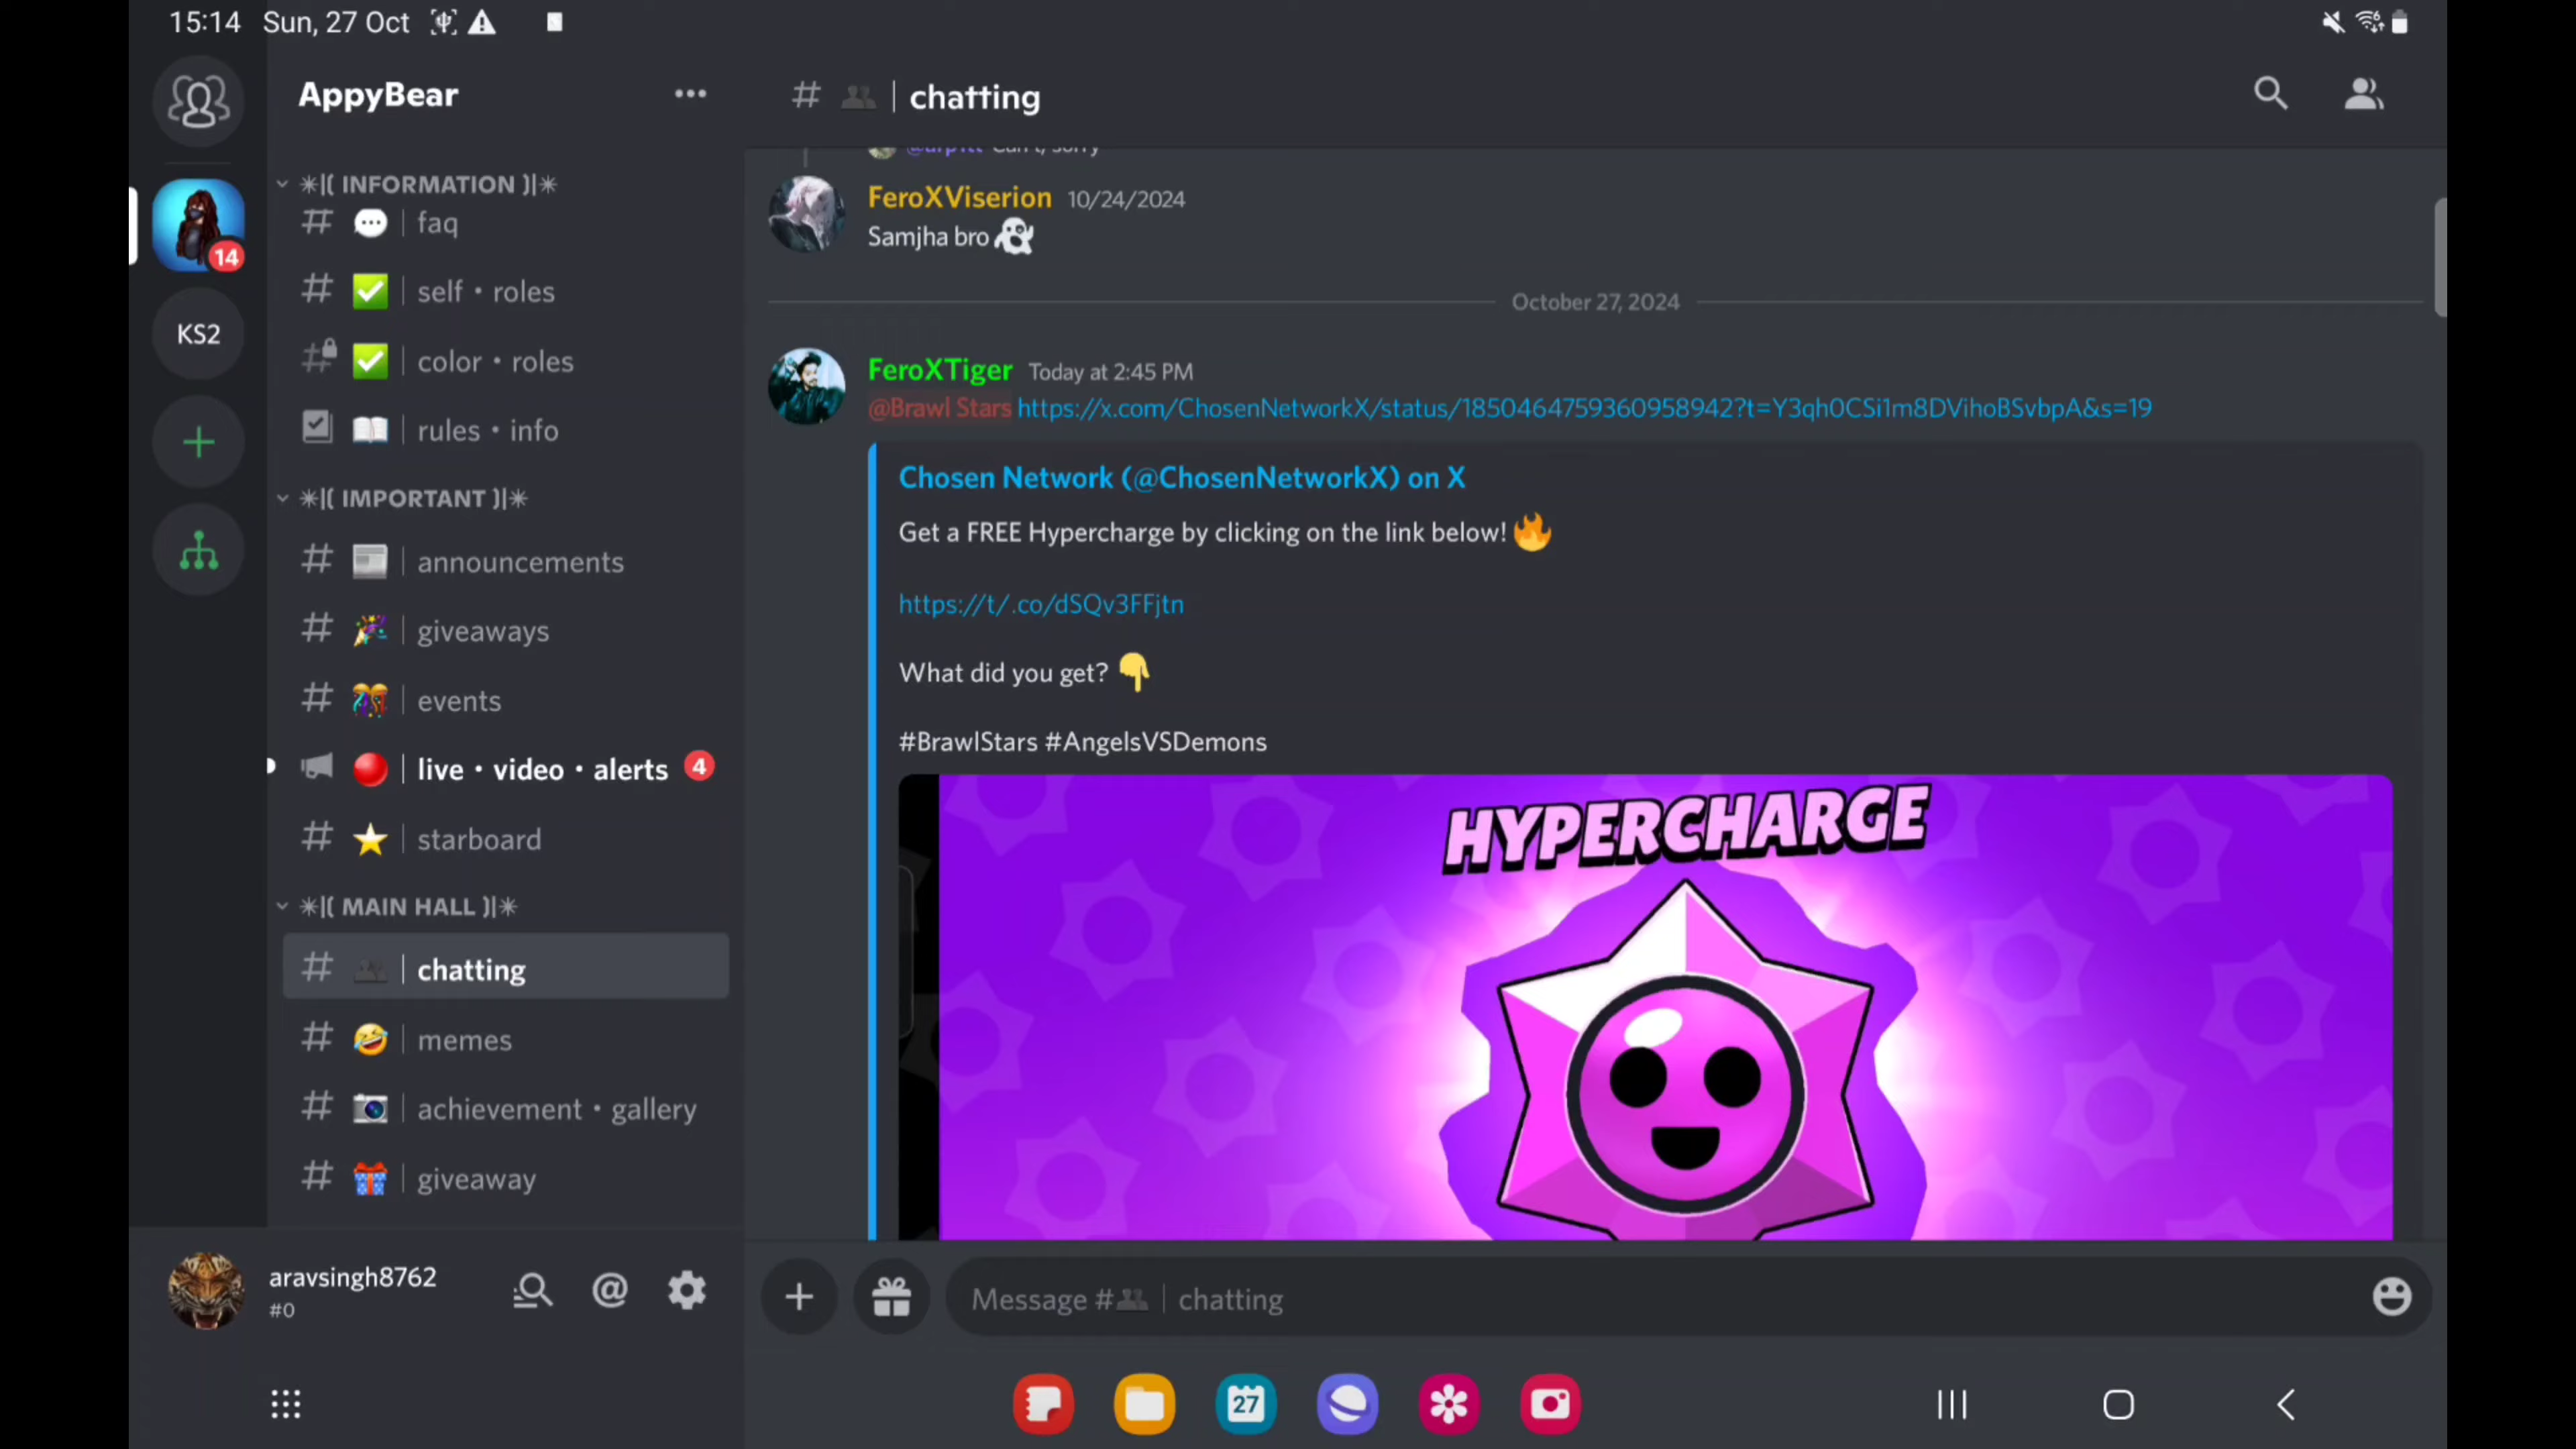 15:14 Sun, 27 Oct
AppyBear
✳|( INFORMATION )|✳
# 💬 | faq
# ✅ | self • roles
# ✅ | color • roles
📖 | rules • info
✳|( IMPORTANT )|✳
# 📰 | announcements
# 🎉 | giveaways
# 🎊 | events
🔴 | live • video • alerts 4
# ⭐ | starboard
✳|( MAIN HALL )|✳
# 👥 | chatting
# 🤣 | memes
# 📷 | achievement • gallery
# 🎁 | giveaway
14
KS2
aravsingh8762
#0
# 👥 | chatting
@arp1tt Can't, sorry
FeroXViserion 10/24/2024
Samjha bro 👻
October 27, 2024
FeroXTiger Today at 2:45 PM
@Brawl Stars https://x.com/ChosenNetworkX/status/1850464759360958942?t=Y3qh0CSi1m8DVihoBSvbpA&s=19
Chosen Network (@ChosenNetworkX) on X
Get a FREE Hypercharge by clicking on the link below! 🔥
https://t/.co/dSQv3FFjtn
What did you get? 👇
#BrawlStars #AngelsVSDemons
HYPERCHARGE
Message #👥 | chatting
27